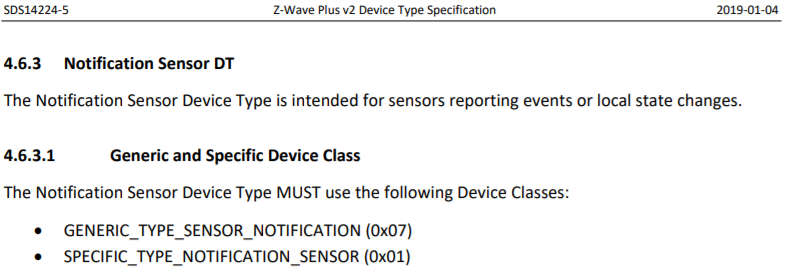 SDS14224-5 Z-Wave Plus v2 Device Type Specification 2019-01-04
4.6.3 Notification Sensor DT
The Notification Sensor Device Type is intended for sensors reporting events or local state changes.
4.6.3.1 Generic and Specific Device Class
The Notification Sensor Device Type MUST use the following Device Classes:
• GENERIC_TYPE_SENSOR_NOTIFICATION (0x07)
• SPECIFIC_TYPE_NOTIFICATION_SENSOR (0x01)